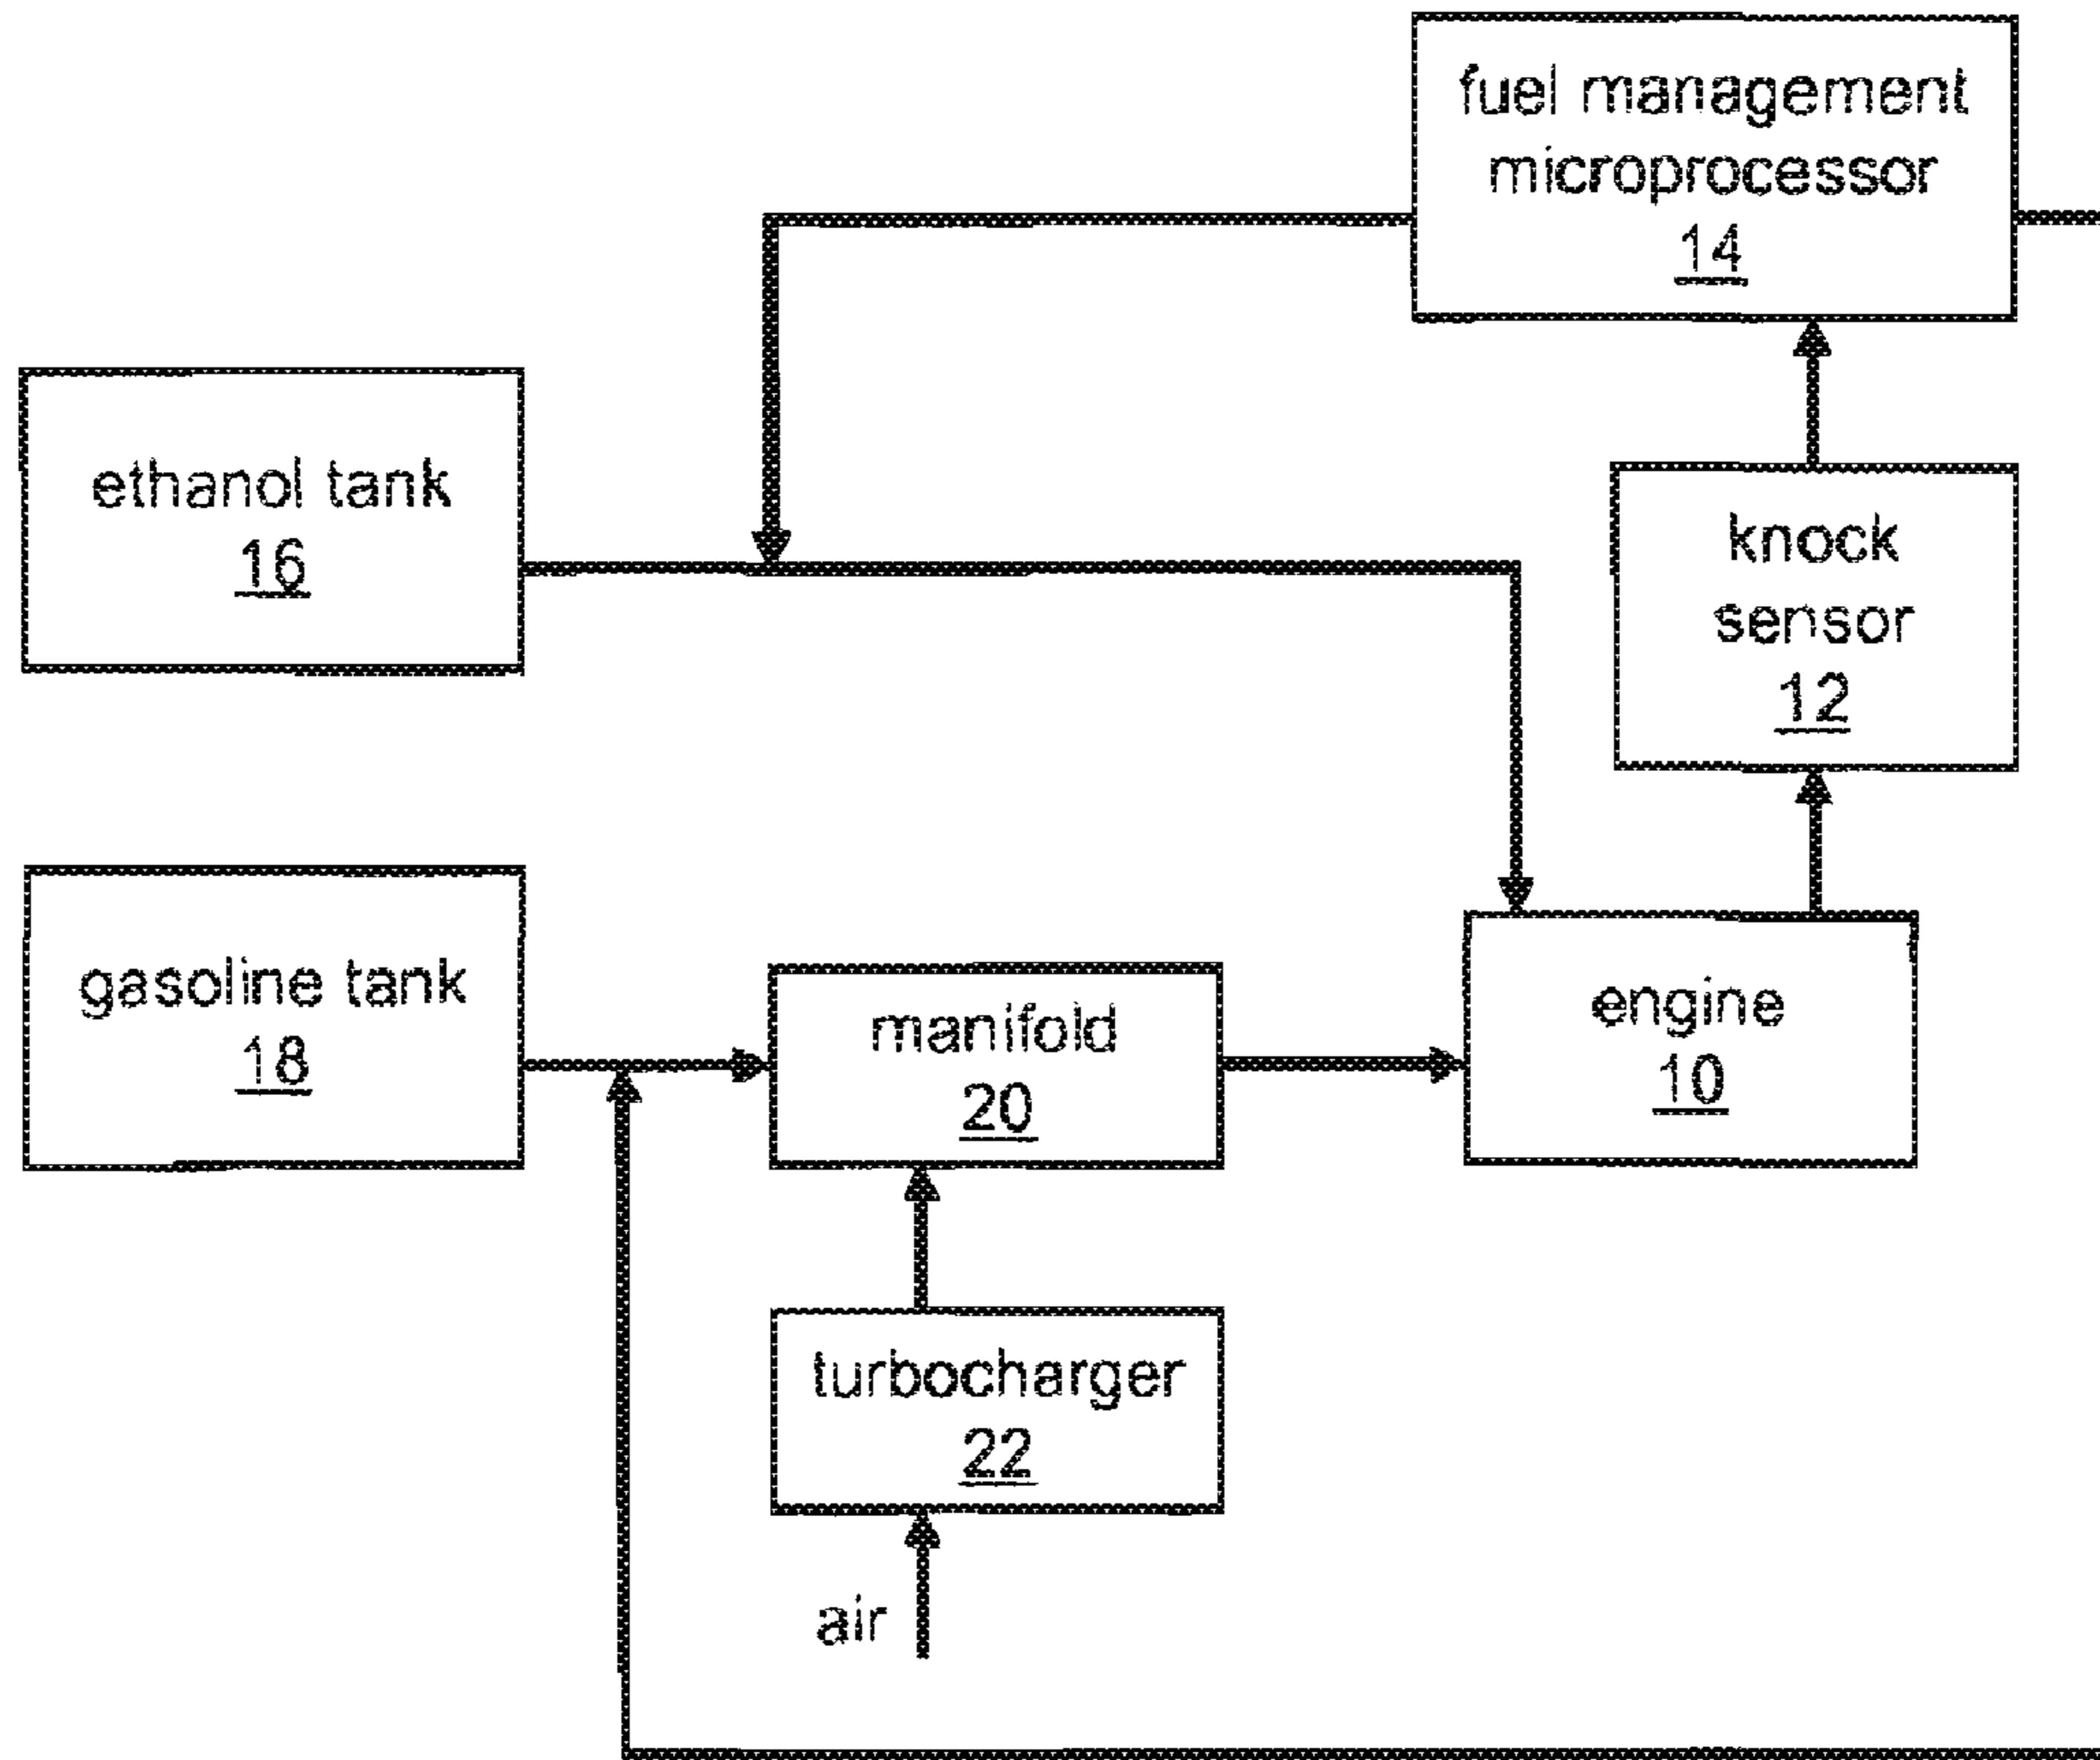 fuel management
microprocessor
14
ethanol tank
16
knock
sensor
12
gasoline tank
18
manifold
20
engine
10
turbocharger
22
air